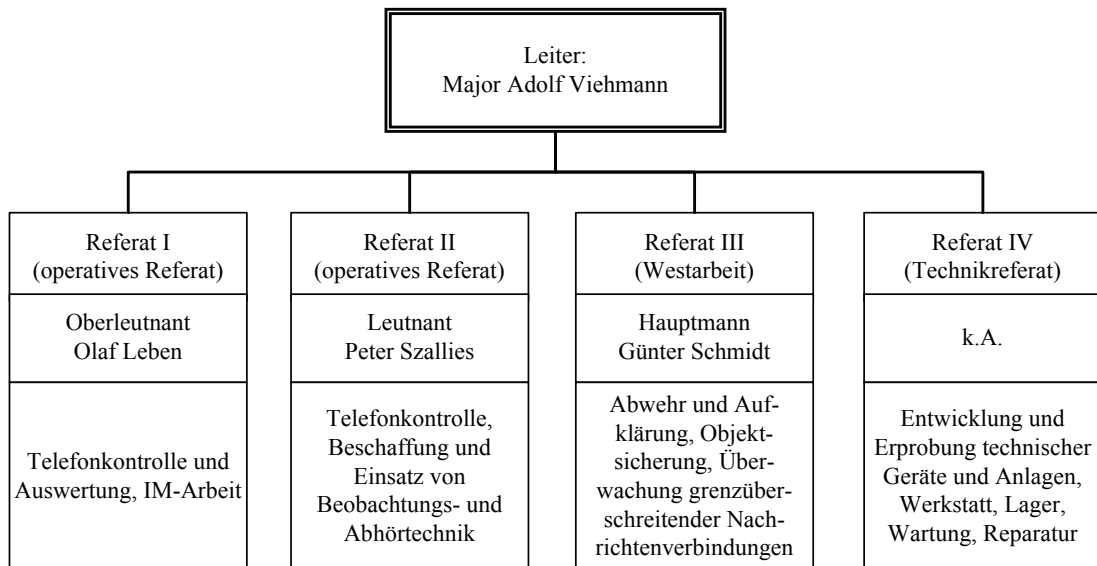 Leiter:
Major Adolf Viehmann
Referat I
(operatives Referat)
Oberleutnant
Olaf Leben
Telefonkontrolle und
Auswertung, IM-Arbeit
Referat II
(operatives Referat)
Leutnant
Peter Szallies
Telefonkontrolle,
Beschaffung und
Einsatz von
Beobachtungs- und
Abhörtechnik
Referat III
(Westarbeit)
Hauptmann
Günter Schmidt
Abwehr und Auf-
klärung, Objekt-
sicherung, Über-
wachung grenzüber-
schreitender Nach-
richtenverbindungen
Referat IV
(Technikreferat)
k.A.
Entwicklung und
Erprobung technischer
Geräte und Anlagen,
Werkstatt, Lager,
Wartung, Reparatur